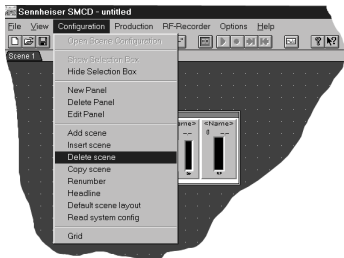 Sennheiser SMCD - untitled
File View Configuration Production RF-Recorder Options Help
Open Scene Configuration
Scene 1
Show Selection Box
Hide Selection Box
New Panel
Delete Panel
Edit Panel
Add scene
Insert scene
Delete scene
Copy scene
Renumber
Headline
Default scene layout
Read system config
Grid
<Name>